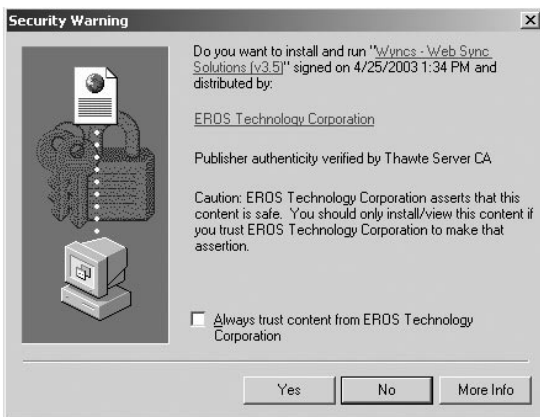 Security Warning
Do you want to install and run "Wyncs - Web Sync
Solutions (v3.5)" signed on 4/25/2003 1:34 PM and
distributed by:
EROS Technology Corporation
Publisher authenticity verified by Thawte Server CA
Caution: EROS Technology Corporation asserts that this
content is safe. You should only install/view this content if
you trust EROS Technology Corporation to make that
assertion.
Always trust content from EROS Technology
Corporation
Yes
No
More Info